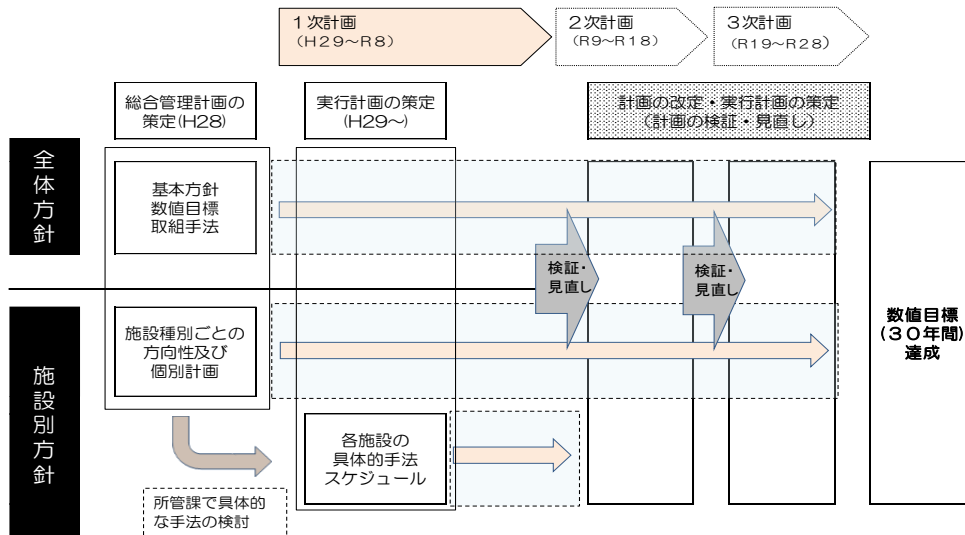 1次計画
(H29～R8)
2次計画
(R9～R18)
3次計画
(R19～R28)
総合管理計画の
策定(H28)
実行計画の策定
(H29～)
計画の改定・実行計画の策定
(計画の検証・見直し)
全体方針
基本方針
数値目標
取組手法
検証・
見直し
検証・
見直し
施設別方針
施設種別ごとの
方向性及び
個別計画
数値目標
(30年間)
達成
各施設の
具体的手法
スケジュール
所管課で具体的
な手法の検討